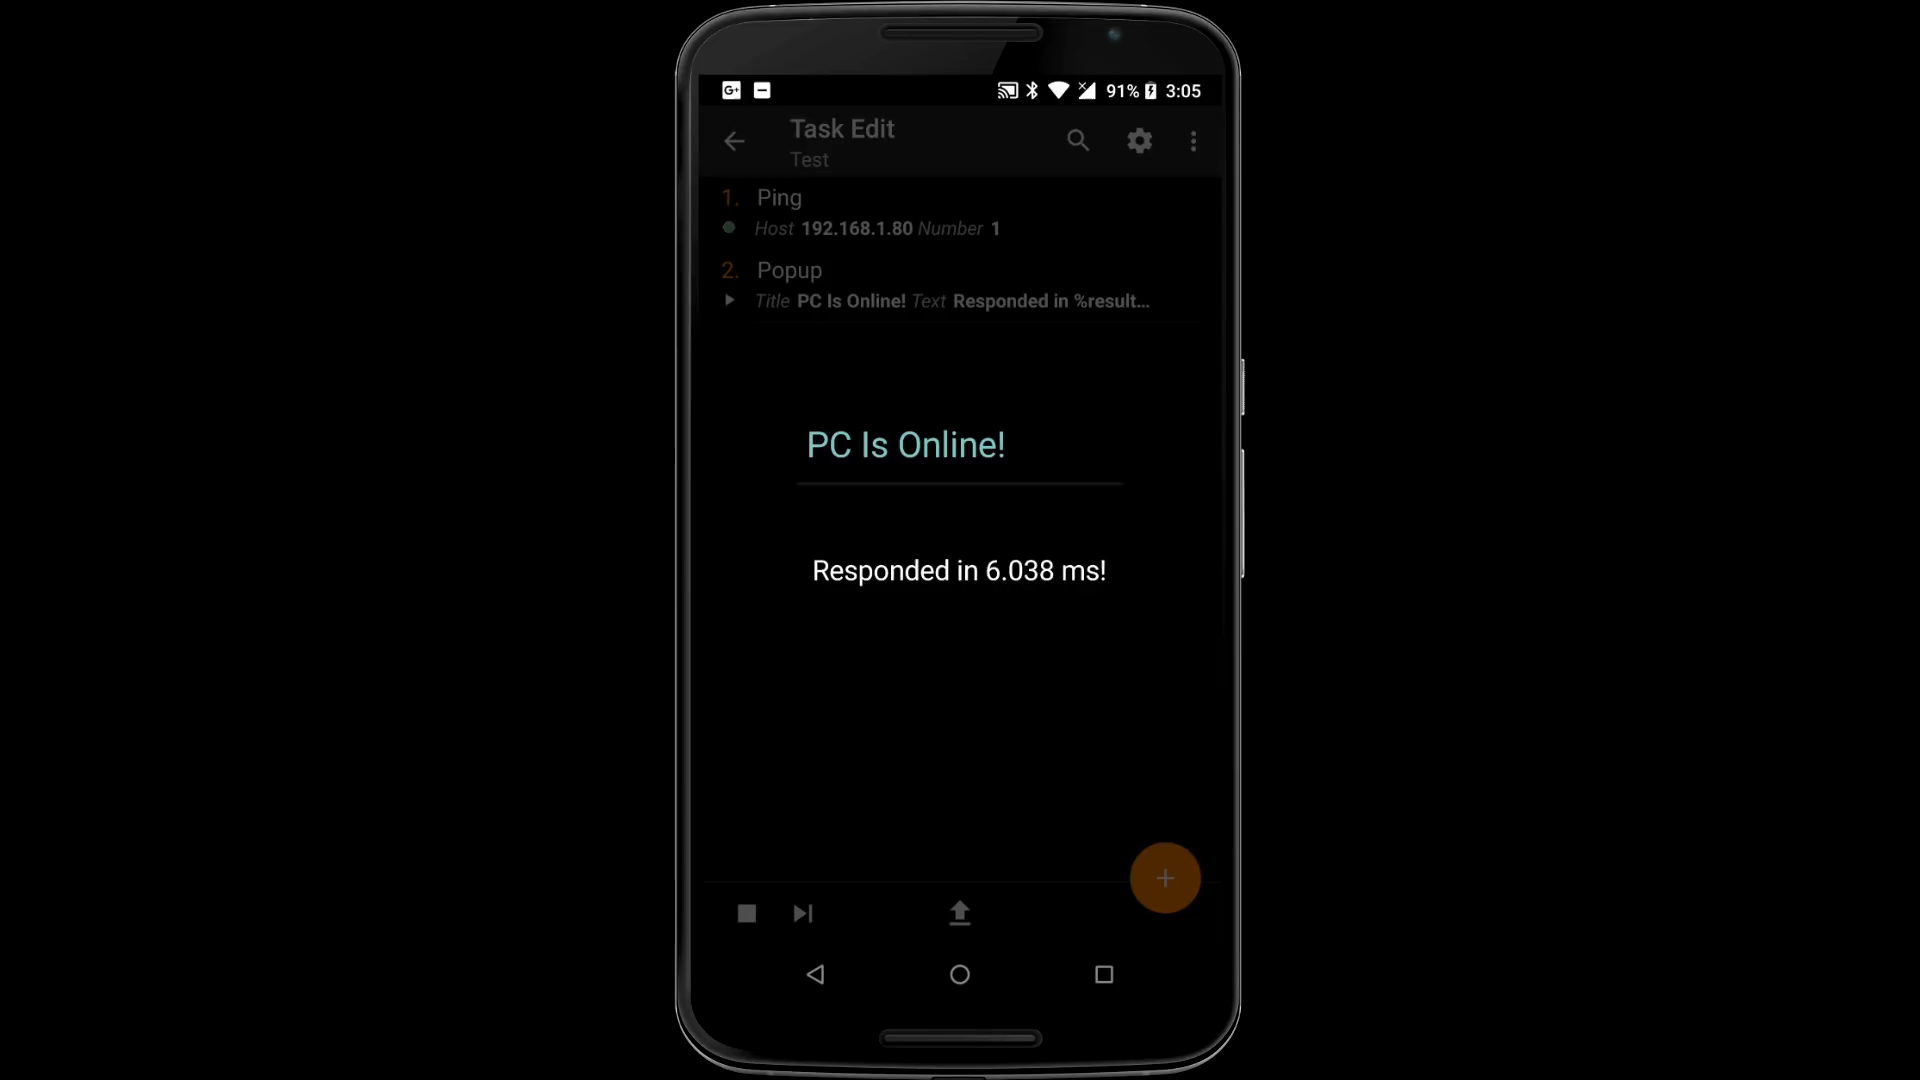 G+ 91% 3:05
Task Edit
Test
1. Ping
Host 192.168.1.80 Number 1
2. Popup
Title PC Is Online! Text Responded in %result...
PC Is Online!
Responded in 6.038 ms!